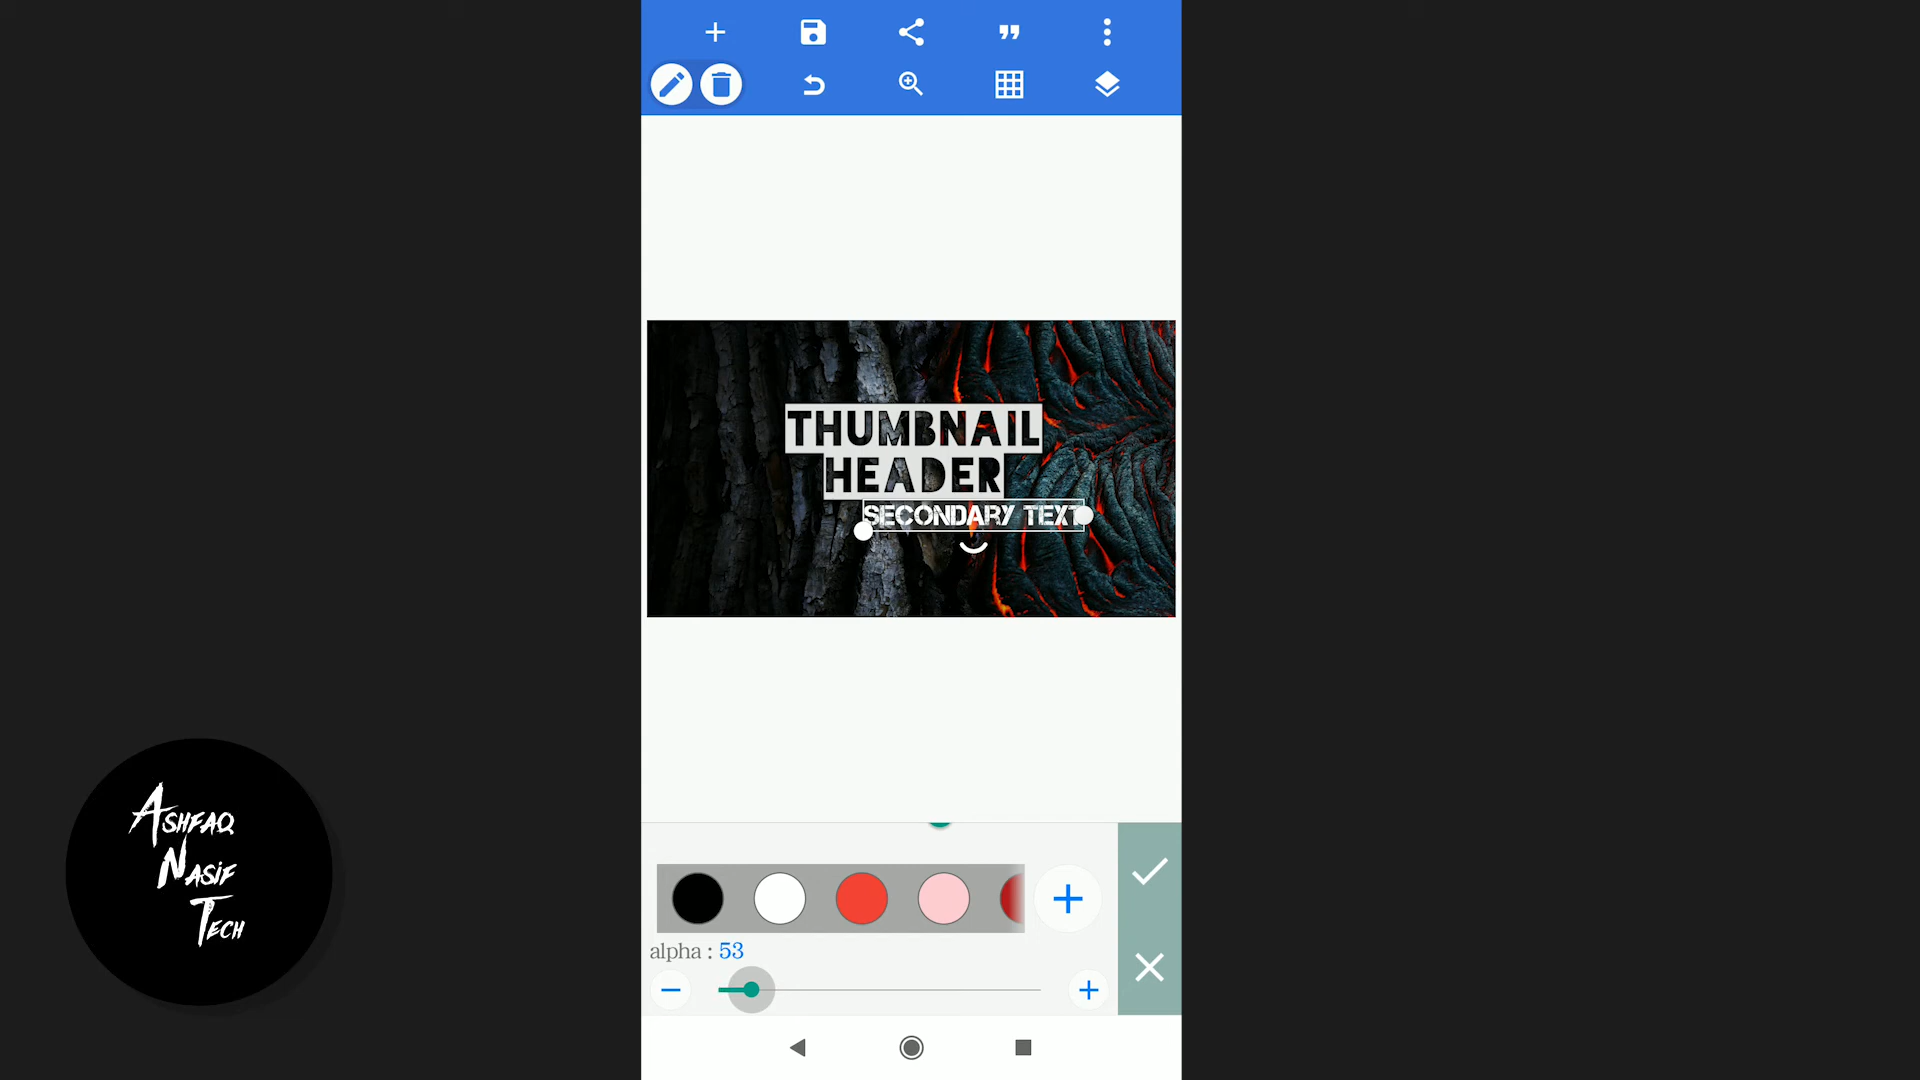 THUMBNAIL
HEADER
SECONDARY TEXT
alpha : 53
ASHFAQ
NASIF
TECH